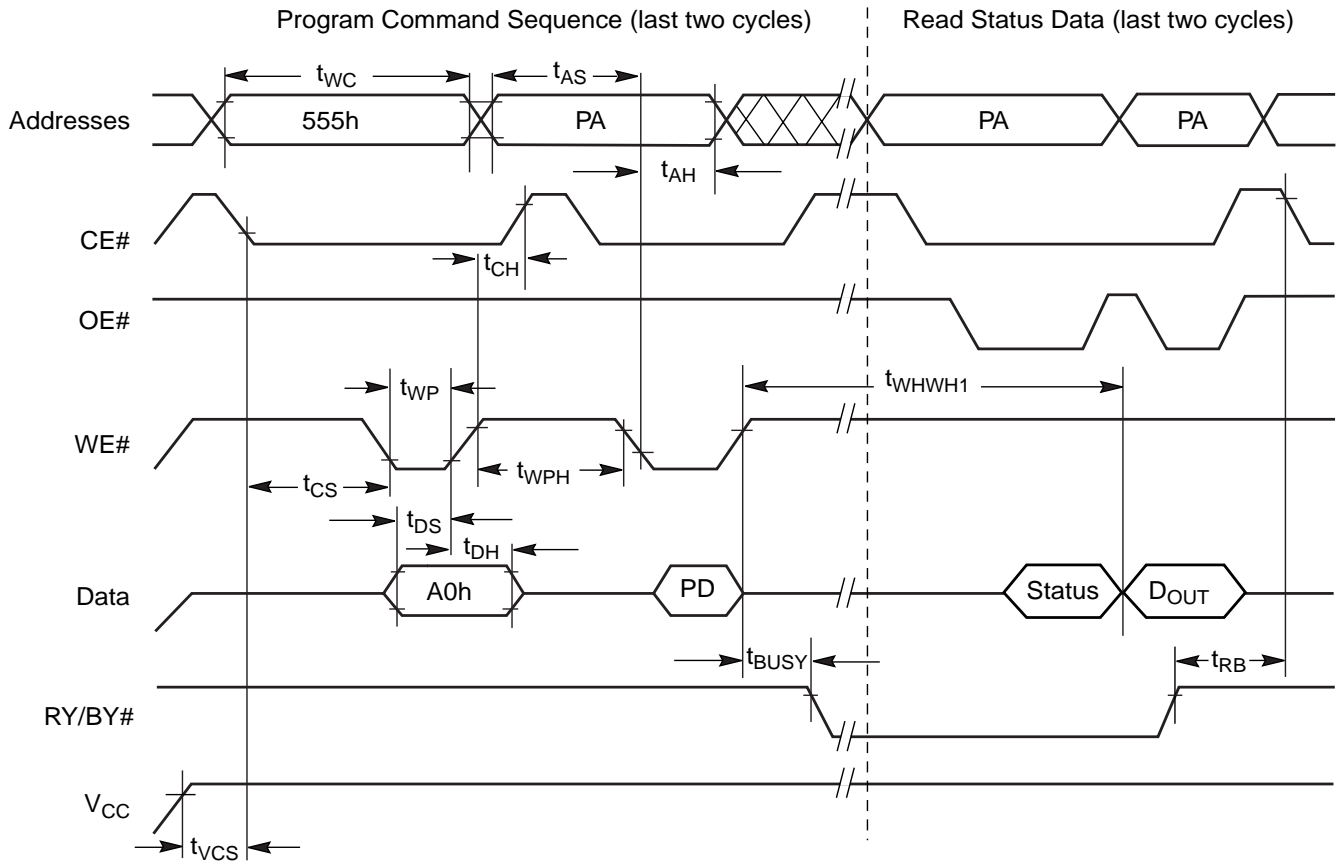 Program Command Sequence (last two cycles)
Read Status Data (last two cycles)
tWC
tAS
Addresses
555h
PA
PA
PA
tAH
CE#
tCH
OE#
tWP
tWHWH1
WE#
tCS
tWPH
tDS
tDH
Data
A0h
PD
Status
DOUT
tBUSY
tRB
RY/BY#
VCC
tVCS